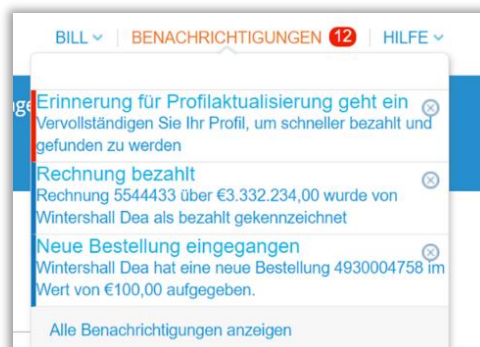 BILL BENACHRICHTIGUNGEN 12 HILFE
Erinnerung für Profilaktualisierung geht ein
Vervollständigen Sie Ihr Profil, um schneller bezahlt und
gefunden zu werden
Rechnung bezahlt
Rechnung 5544433 über €3.332.234,00 wurde von
Wintershall Dea als bezahlt gekennzeichnet
Neue Bestellung eingegangen
Wintershall Dea hat eine neue Bestellung 4930004758 im
Wert von €100,00 aufgegeben.
Alle Benachrichtigungen anzeigen